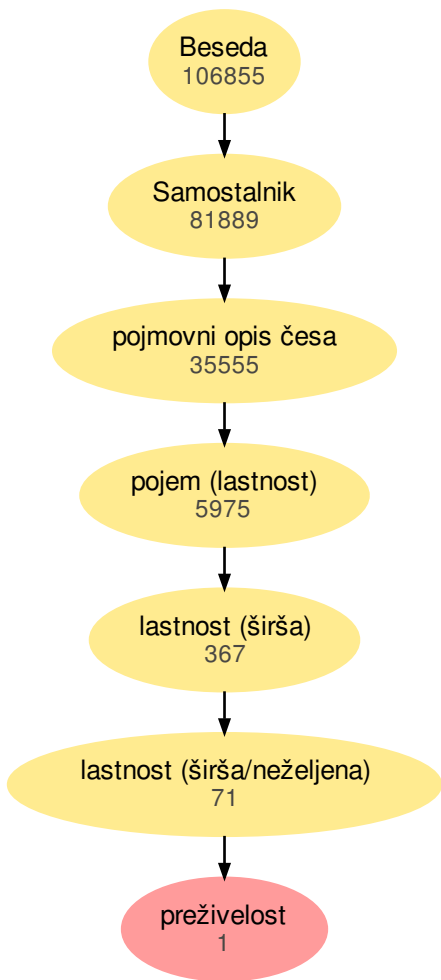 Beseda
106855
Samostalnik
81889
pojmovni opis česa
35555
pojem (lastnost)
5975
lastnost (širša)
367
lastnost (širša/neželjena)
71
preživelost
1